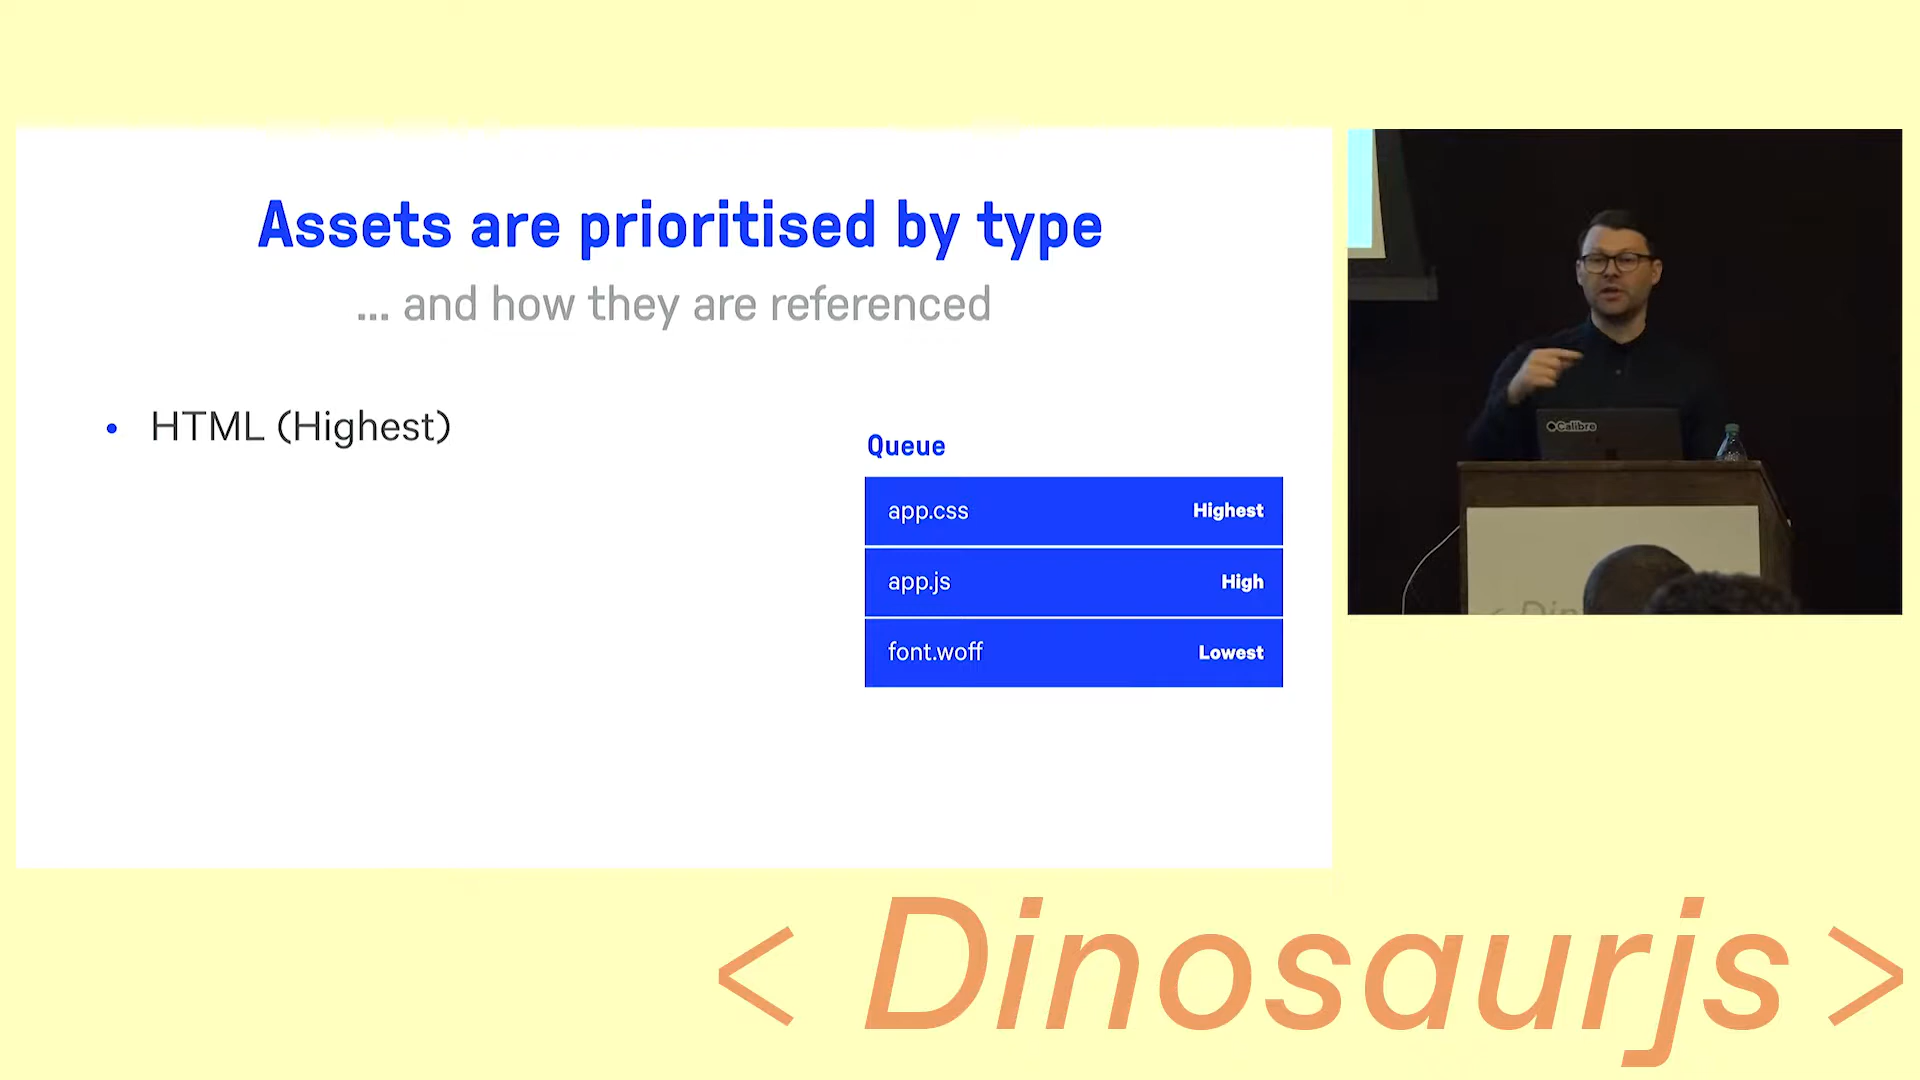 Assets are prioritised by type
... and how they are referenced
• HTML (Highest)
Queue
app.css Highest
app.js High
font.woff Lowest
Calibre
< Din
< Dinosaurjs >